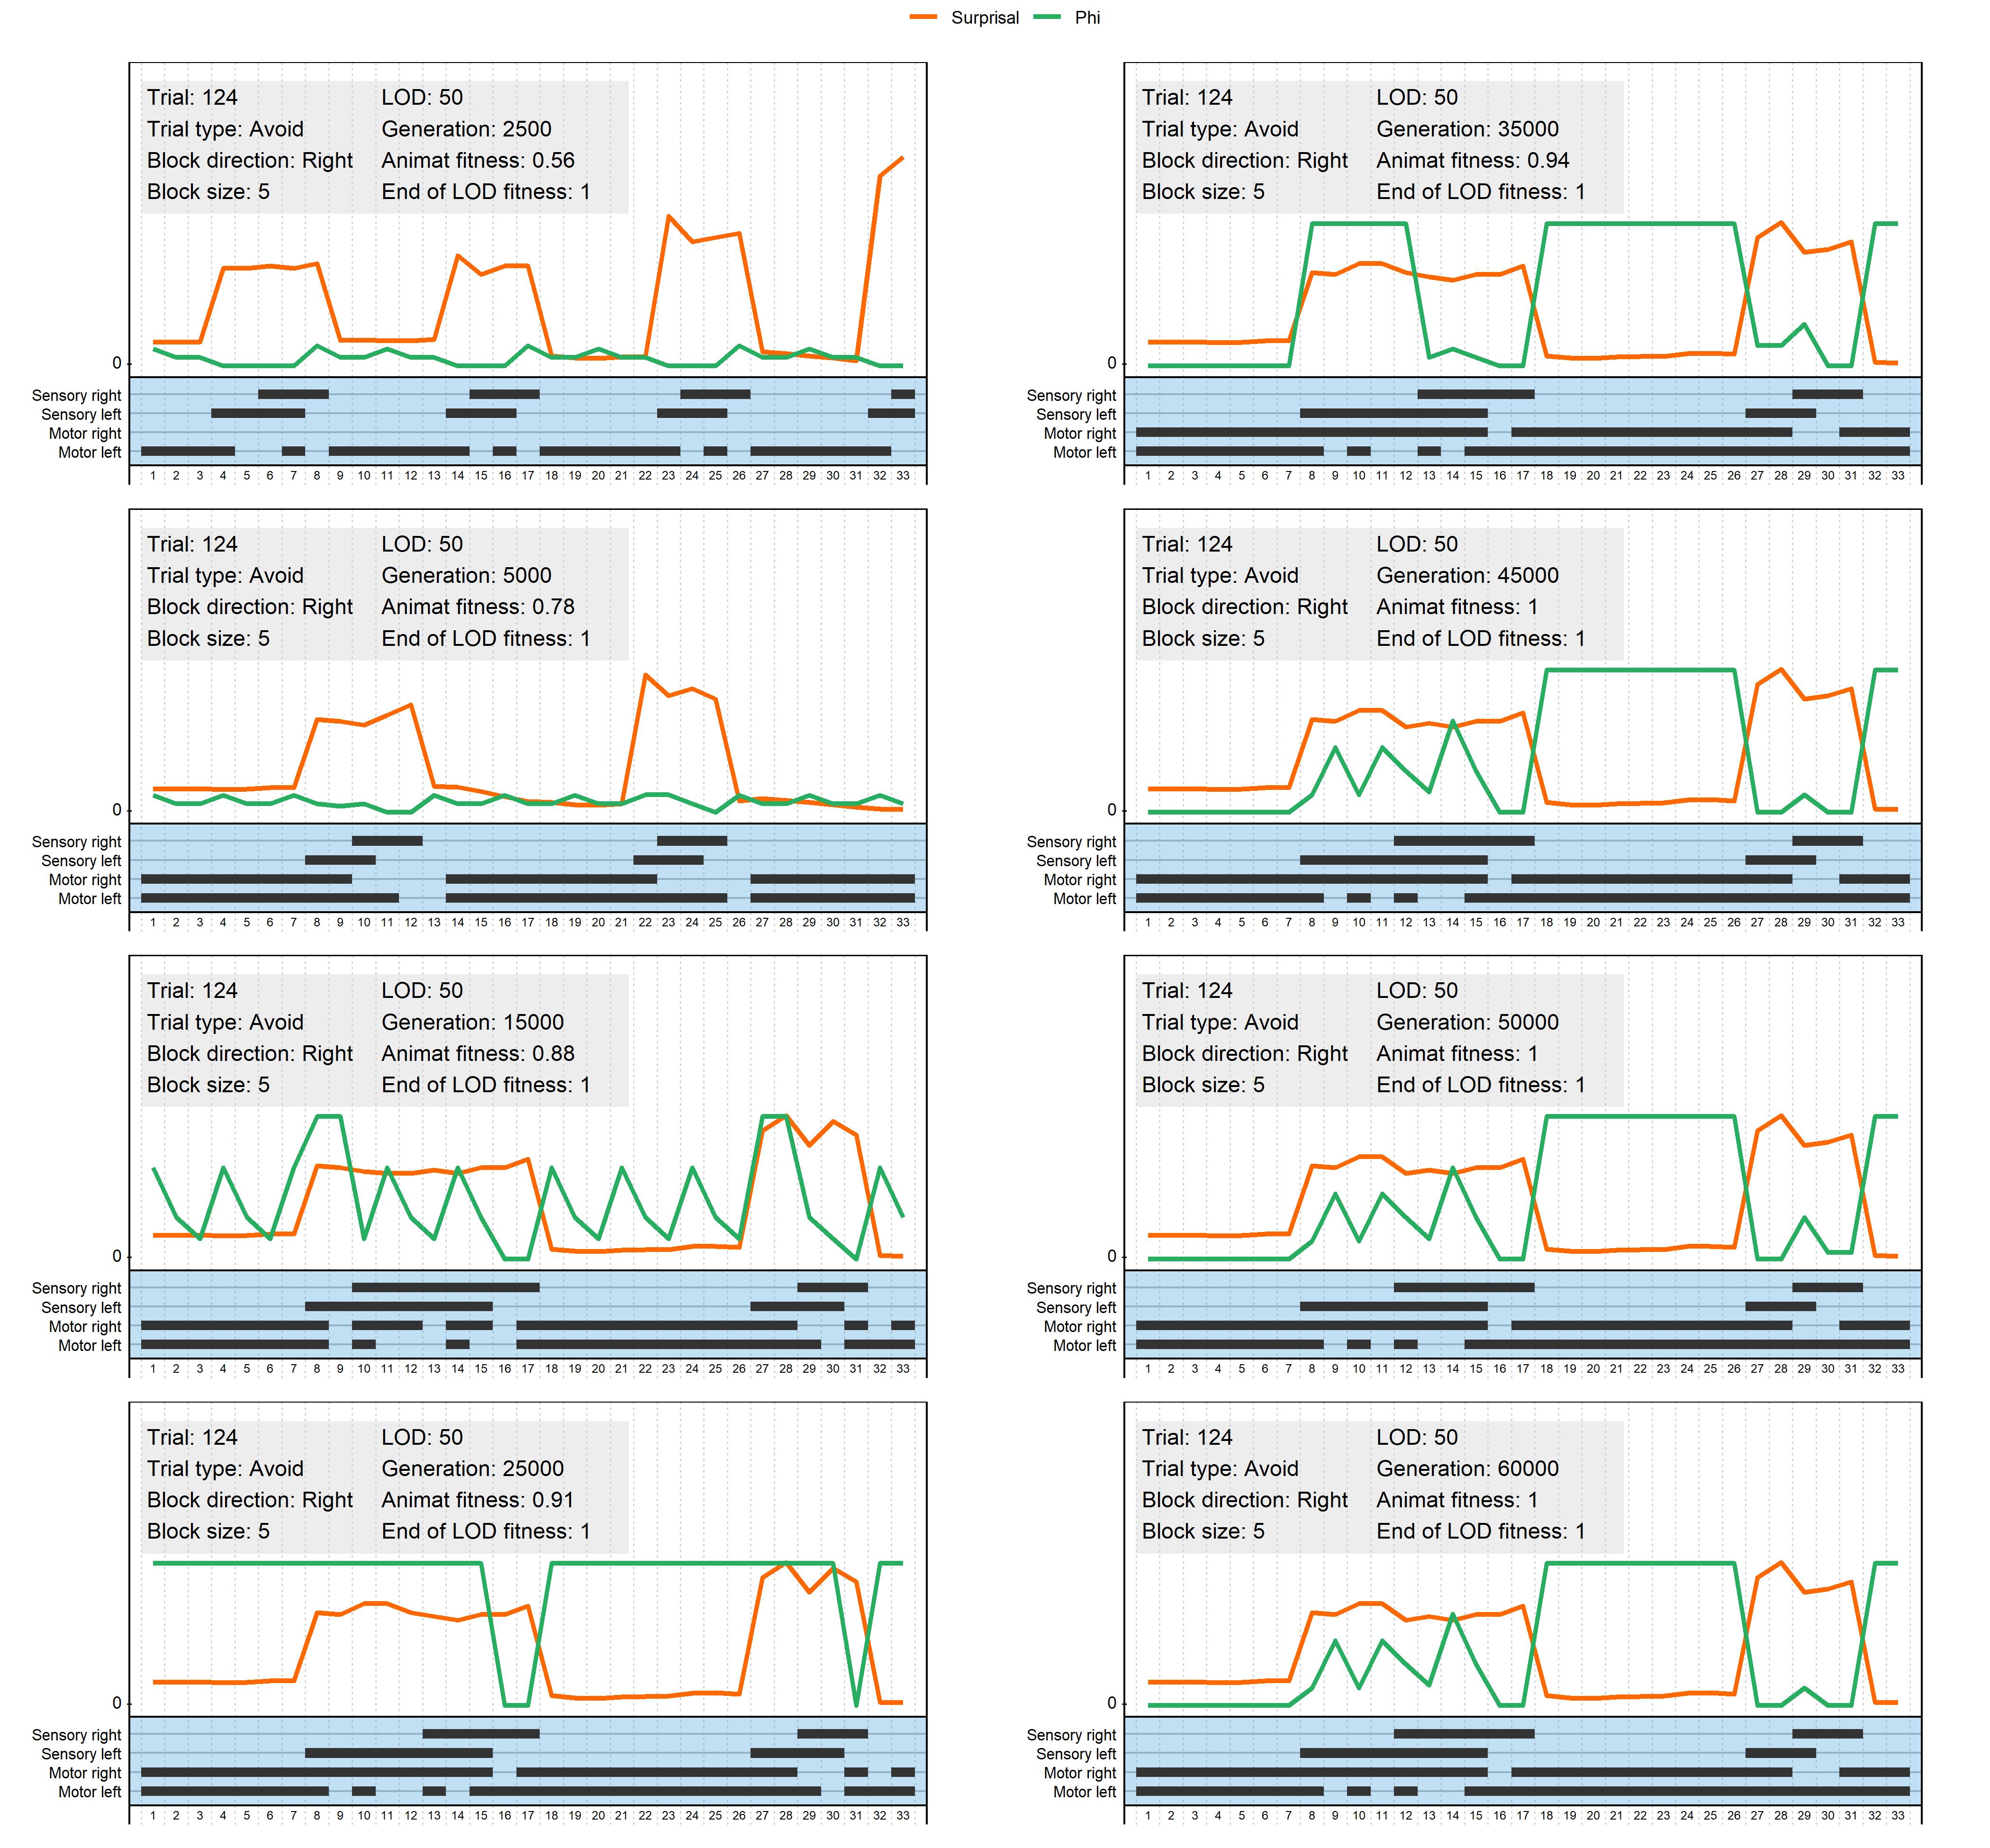 Surprisal Phi
Trial: 124 LOD: 50
Trial type: Avoid Generation: 2500
Block direction: Right Animat fitness: 0.56
Block size: 5 End of LOD fitness: 1
0
Sensory right
Sensory left
Motor right
Motor left
1 2 3 4 5 6 7 8 9 10 11 12 13 14 15 16 17 18 19 20 21 22 23 24 25 26 27 28 29 30 31 32 33
Trial: 124 LOD: 50
Trial type: Avoid Generation: 35000
Block direction: Right Animat fitness: 0.94
Block size: 5 End of LOD fitness: 1
0
Sensory right
Sensory left
Motor right
Motor left
1 2 3 4 5 6 7 8 9 10 11 12 13 14 15 16 17 18 19 20 21 22 23 24 25 26 27 28 29 30 31 32 33
Trial: 124 LOD: 50
Trial type: Avoid Generation: 5000
Block direction: Right Animat fitness: 0.78
Block size: 5 End of LOD fitness: 1
0
Sensory right
Sensory left
Motor right
Motor left
1 2 3 4 5 6 7 8 9 10 11 12 13 14 15 16 17 18 19 20 21 22 23 24 25 26 27 28 29 30 31 32 33
Trial: 124 LOD: 50
Trial type: Avoid Generation: 45000
Block direction: Right Animat fitness: 1
Block size: 5 End of LOD fitness: 1
0
Sensory right
Sensory left
Motor right
Motor left
1 2 3 4 5 6 7 8 9 10 11 12 13 14 15 16 17 18 19 20 21 22 23 24 25 26 27 28 29 30 31 32 33
Trial: 124 LOD: 50
Trial type: Avoid Generation: 15000
Block direction: Right Animat fitness: 0.88
Block size: 5 End of LOD fitness: 1
0
Sensory right
Sensory left
Motor right
Motor left
1 2 3 4 5 6 7 8 9 10 11 12 13 14 15 16 17 18 19 20 21 22 23 24 25 26 27 28 29 30 31 32 33
Trial: 124 LOD: 50
Trial type: Avoid Generation: 50000
Block direction: Right Animat fitness: 1
Block size: 5 End of LOD fitness: 1
0
Sensory right
Sensory left
Motor right
Motor left
1 2 3 4 5 6 7 8 9 10 11 12 13 14 15 16 17 18 19 20 21 22 23 24 25 26 27 28 29 30 31 32 33
Trial: 124 LOD: 50
Trial type: Avoid Generation: 25000
Block direction: Right Animat fitness: 0.91
Block size: 5 End of LOD fitness: 1
0
Sensory right
Sensory left
Motor right
Motor left
1 2 3 4 5 6 7 8 9 10 11 12 13 14 15 16 17 18 19 20 21 22 23 24 25 26 27 28 29 30 31 32 33
Trial: 124 LOD: 50
Trial type: Avoid Generation: 60000
Block direction: Right Animat fitness: 1
Block size: 5 End of LOD fitness: 1
0
Sensory right
Sensory left
Motor right
Motor left
1 2 3 4 5 6 7 8 9 10 11 12 13 14 15 16 17 18 19 20 21 22 23 24 25 26 27 28 29 30 31 32 33